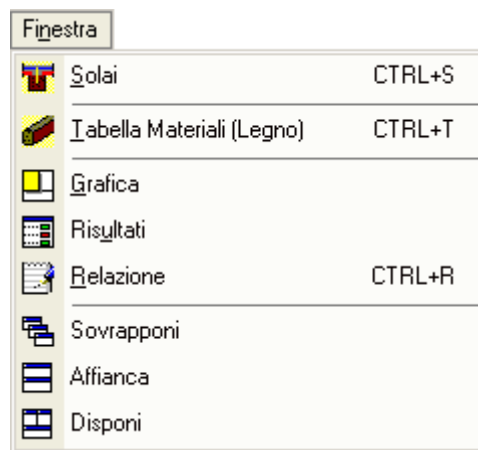 Finestra
Solai CTRL+S
Tabella Materiali (Legno) CTRL+T
Grafica
Risultati
Relazione CTRL+R
Sovrapponi
Affianca
Disponi